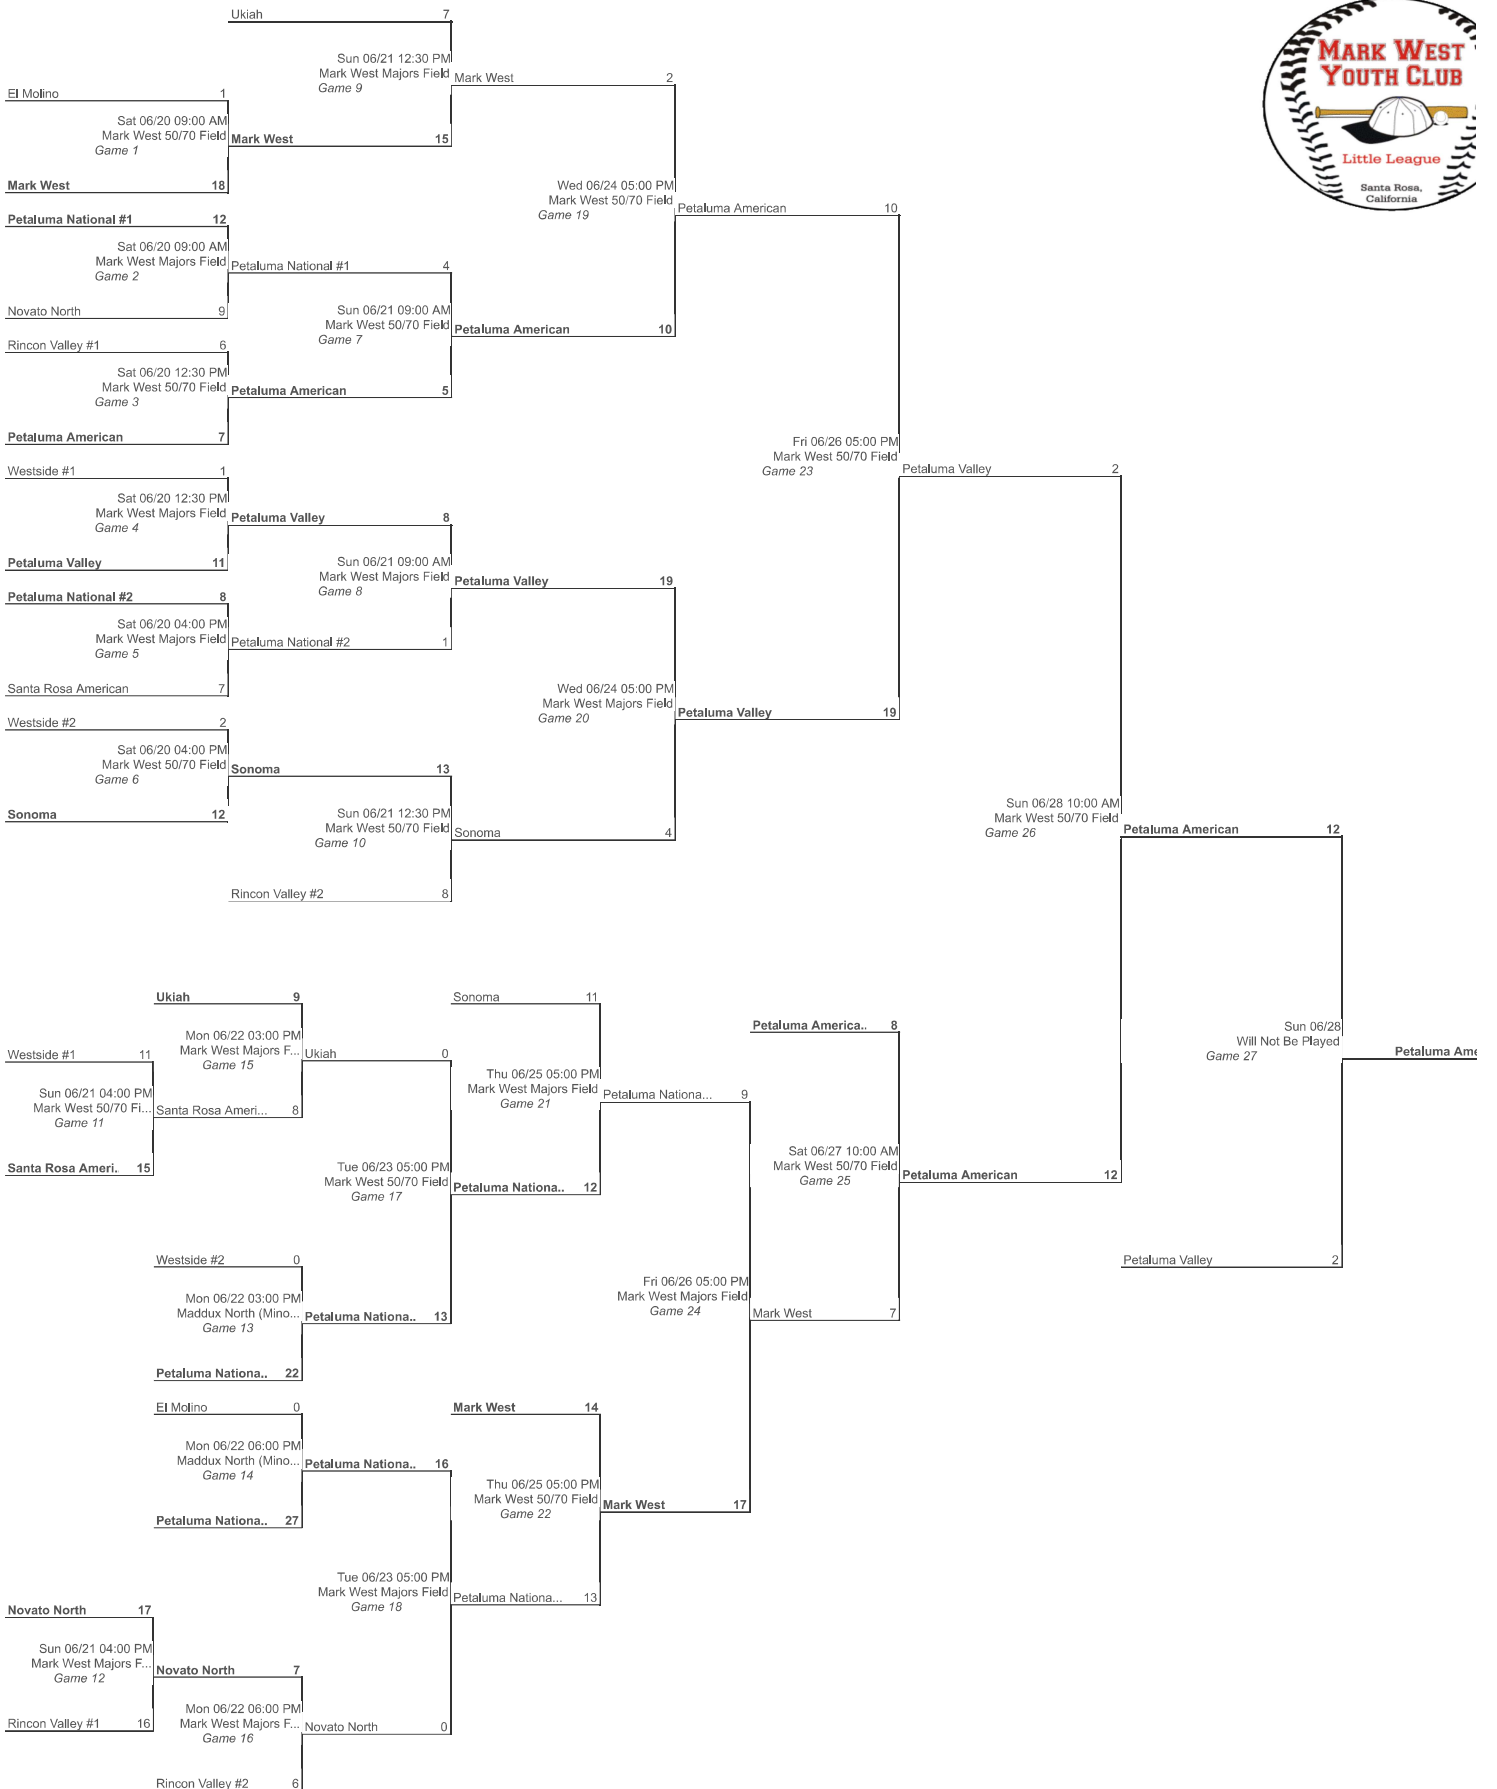 Ukiah 7
Sun 06/21 12:30 PM
Mark West Majors Field
Game 9
Mark West 2
El Molino 1
Sat 06/20 09:00 AM
Mark West 50/70 Field
Game 1
Mark West 15
Mark West 18
Wed 06/24 05:00 PM
Mark West 50/70 Field
Game 19
Petaluma American 10
Petaluma National #1 12
Sat 06/20 09:00 AM
Mark West Majors Field
Game 2
Petaluma National #1 4
Novato North 9
Sun 06/21 09:00 AM
Mark West 50/70 Field
Game 7
Petaluma American 10
Rincon Valley #1 6
Sat 06/20 12:30 PM
Mark West 50/70 Field
Game 3
Petaluma American 5
Petaluma American 7
Fri 06/26 05:00 PM
Mark West 50/70 Field
Game 23
Petaluma Valley 2
Westside #1 1
Sat 06/20 12:30 PM
Mark West Majors Field
Game 4
Petaluma Valley 8
Petaluma Valley 11
Sun 06/21 09:00 AM
Mark West Majors Field
Game 8
Petaluma Valley 19
Petaluma National #2 8
Sat 06/20 04:00 PM
Mark West Majors Field
Game 5
Petaluma National #2 1
Santa Rosa American 7
Wed 06/24 05:00 PM
Mark West Majors Field
Game 20
Petaluma Valley 19
Westside #2 2
Sat 06/20 04:00 PM
Mark West 50/70 Field
Game 6
Sonoma 13
Sonoma 12
Sun 06/21 12:30 PM
Mark West 50/70 Field
Game 10
Sonoma 4
Rincon Valley #2 8
Sun 06/28 10:00 AM
Mark West 50/70 Field
Game 26
Petaluma American 12
MARK WEST
YOUTH CLUB
Little League
Santa Rosa,
California
Ukiah 9
Mon 06/22 03:00 PM
Mark West Majors F...
Game 15
Ukiah 0
Westside #1 11
Sun 06/21 04:00 PM
Mark West 50/70 Fi...
Game 11
Santa Rosa Ameri... 8
Santa Rosa Ameri.. 15
Sonoma 11
Thu 06/25 05:00 PM
Mark West Majors Field
Game 21
Petaluma Nationa... 9
Tue 06/23 05:00 PM
Mark West 50/70 Field
Game 17
Petaluma Nationa.. 12
Petaluma America.. 8
Sat 06/27 10:00 AM
Mark West 50/70 Field
Game 25
Petaluma American 12
Sun 06/28
Will Not Be Played
Game 27
Petaluma Ame
Petaluma Valley 2
Westside #2 0
Mon 06/22 03:00 PM
Maddux North (Mino...
Game 13
Petaluma Nationa.. 13
Petaluma Nationa.. 22
Fri 06/26 05:00 PM
Mark West Majors Field
Game 24
Mark West 7
El Molino 0
Mon 06/22 06:00 PM
Maddux North (Mino...
Game 14
Petaluma Nationa.. 16
Petaluma Nationa.. 27
Mark West 14
Thu 06/25 05:00 PM
Mark West 50/70 Field
Game 22
Mark West 17
Tue 06/23 05:00 PM
Mark West Majors Field
Game 18
Petaluma Nationa... 13
Novato North 17
Sun 06/21 04:00 PM
Mark West Majors F...
Game 12
Novato North 7
Rincon Valley #1 16
Mon 06/22 06:00 PM
Mark West Majors F...
Game 16
Novato North 0
Rincon Valley #2 6